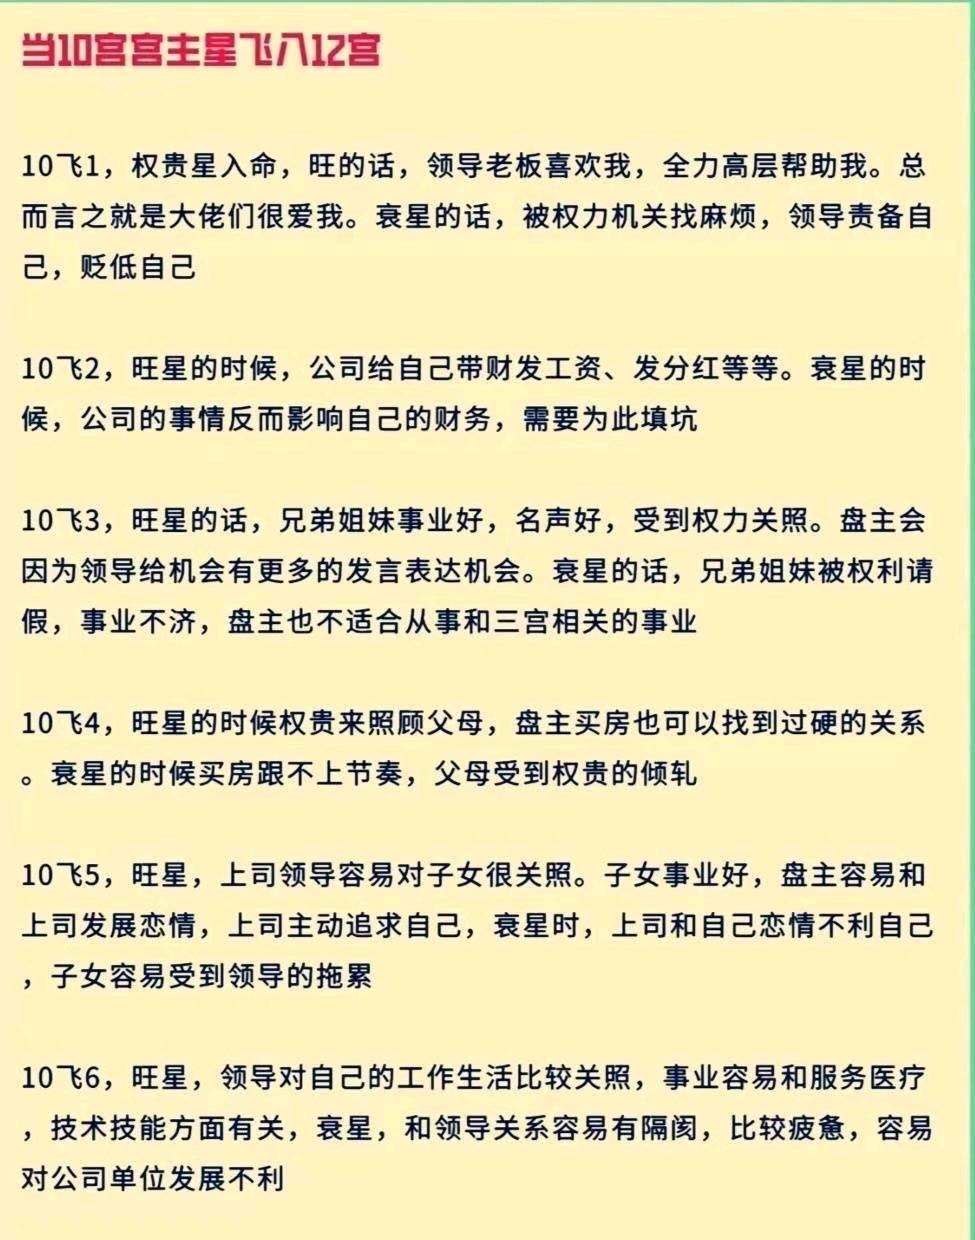 当10宫宫主星飞入12宫
10飞1，权贵星入命，旺的话，领导老板喜欢我，全力高层帮助我。总
而言之就是大佬们很爱我。衰星的话，被权力机关找麻烦，领导责备自
己，贬低自己
10飞2，旺星的时候，公司给自己带财发工资、发分红等等。衰星的时
候，公司的事情反而影响自己的财务，需要为此填坑
10飞3，旺星的话，兄弟姐妹事业好，名声好，受到权力关照。盘主会
因为领导给机会有更多的发言表达机会。衰星的话，兄弟姐妹被权利请
假，事业不济，盘主也不适合从事和三宫相关的事业
10飞4，旺星的时候权贵来照顾父母，盘主买房也可以找到过硬的关系
。衰星的时候买房跟不上节奏，父母受到权贵的倾轧
10飞5，旺星，上司领导容易对子女很关照。子女事业好，盘主容易和
上司发展恋情，上司主动追求自己，衰星时，上司和自己恋情不利自己
，子女容易受到领导的拖累
10飞6，旺星，领导对自己的工作生活比较关照，事业容易和服务医疗
，技术技能方面有关，衰星，和领导关系容易有隔阂，比较疲惫，容易
对公司单位发展不利